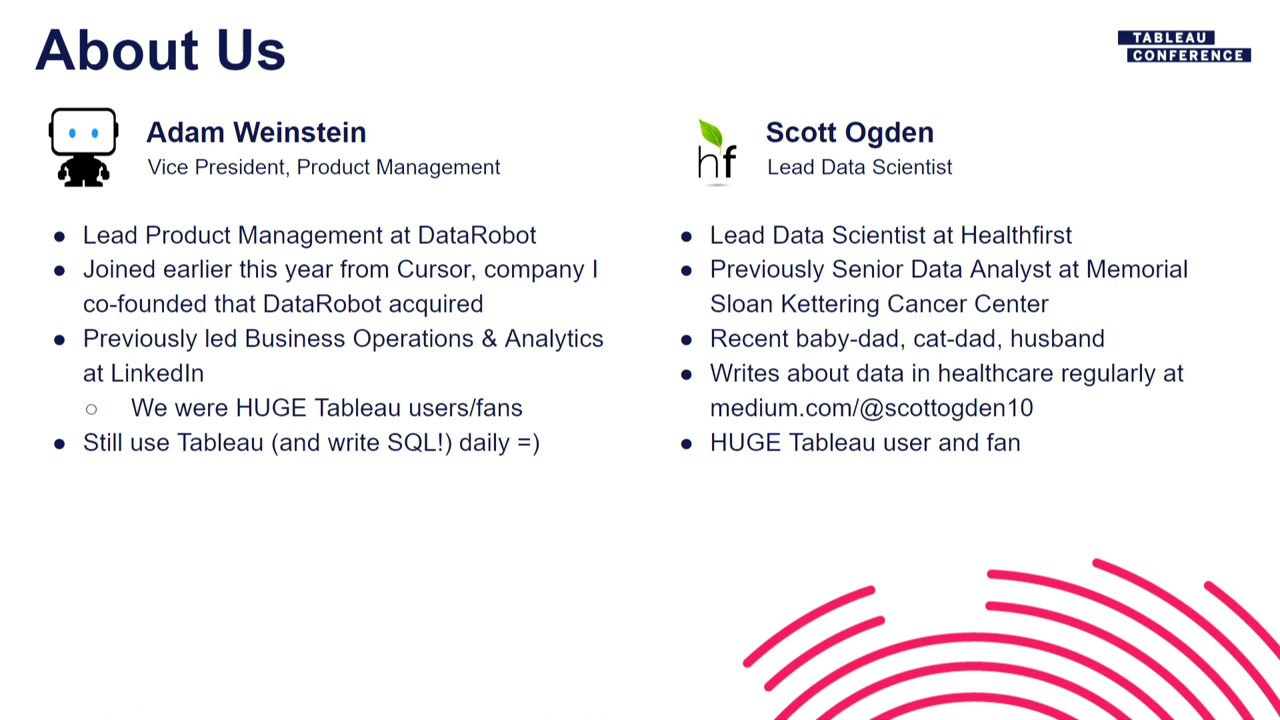 About Us
TABLEAU
CONFERENCE
Adam Weinstein
Vice President, Product Management
● Lead Product Management at DataRobot
● Joined earlier this year from Cursor, company I
co-founded that DataRobot acquired
● Previously led Business Operations & Analytics
at LinkedIn
○ We were HUGE Tableau users/fans
● Still use Tableau (and write SQL!) daily =)
hf
Scott Ogden
Lead Data Scientist
● Lead Data Scientist at Healthfirst
● Previously Senior Data Analyst at Memorial
Sloan Kettering Cancer Center
● Recent baby-dad, cat-dad, husband
● Writes about data in healthcare regularly at
medium.com/@scottogden10
● HUGE Tableau user and fan